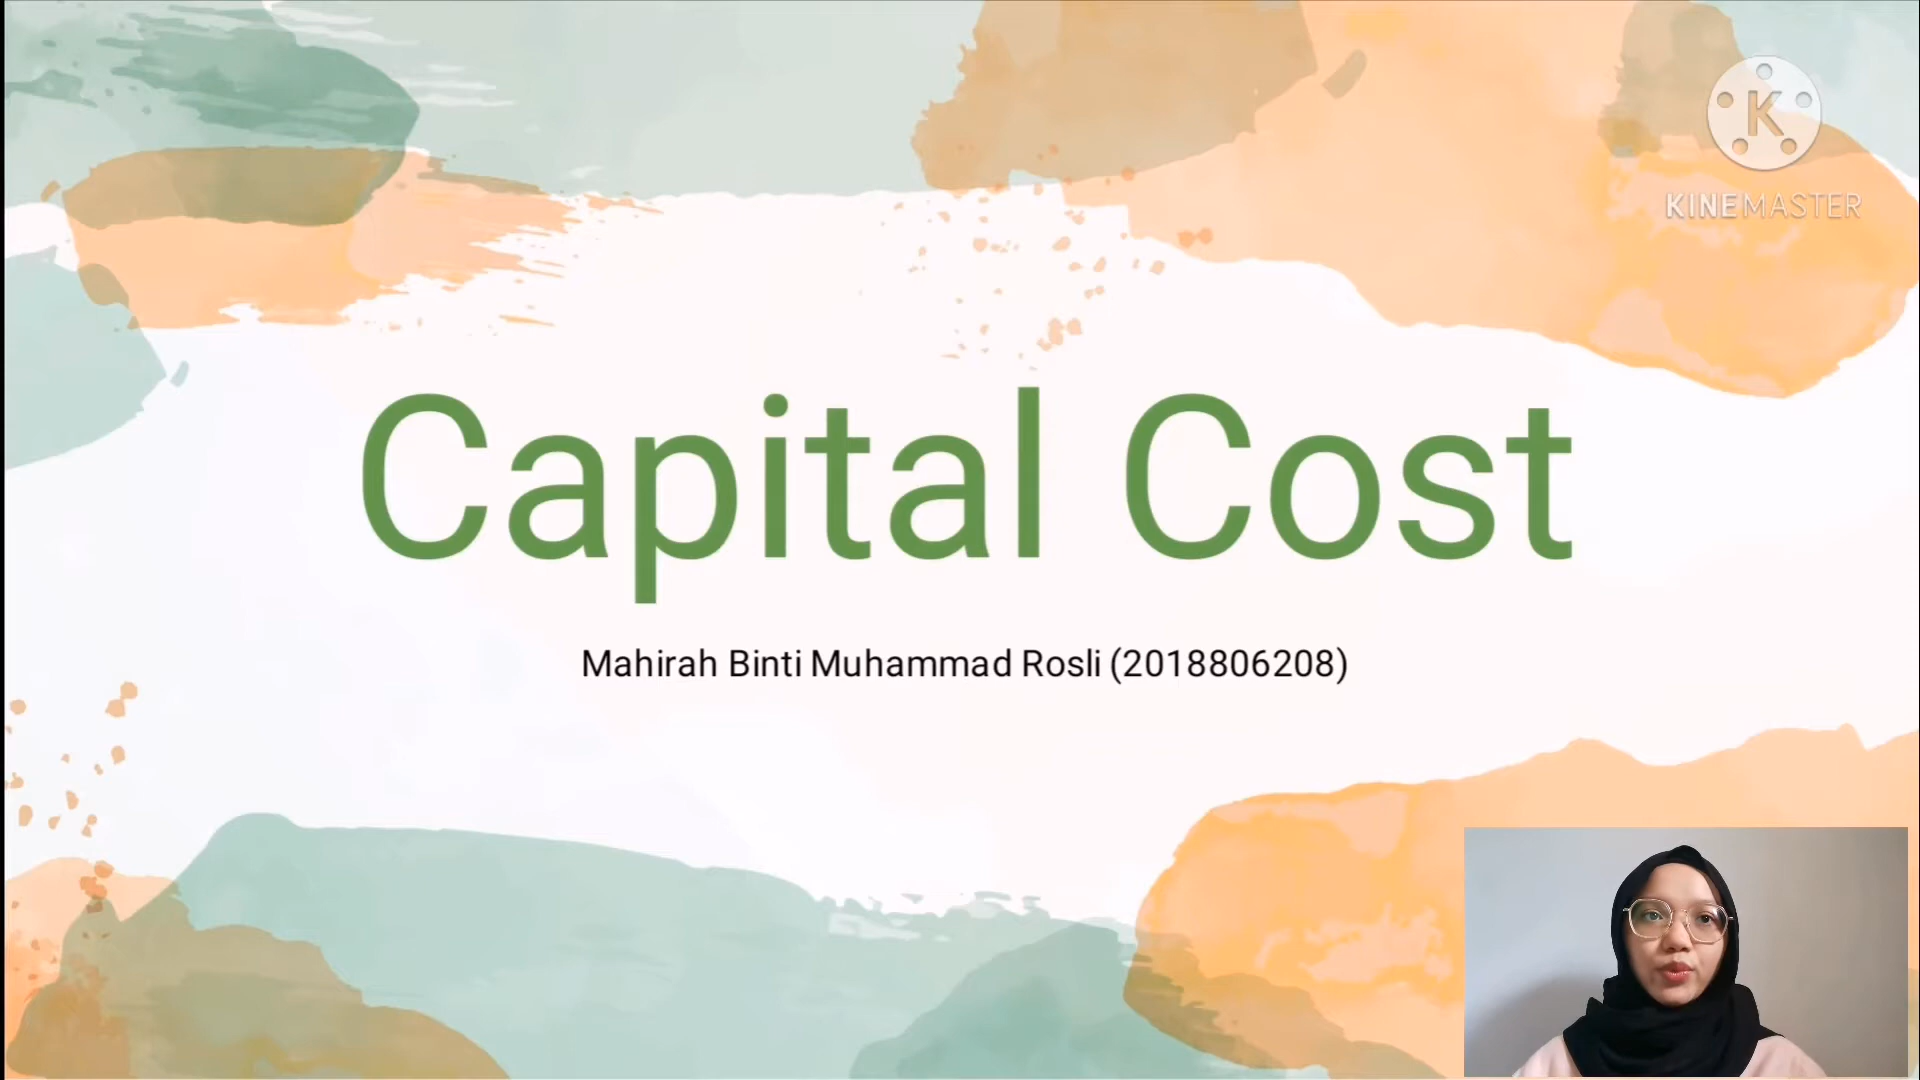 K
KINEMASTER
Capital Cost
Mahirah Binti Muhammad Rosli (2018806208)